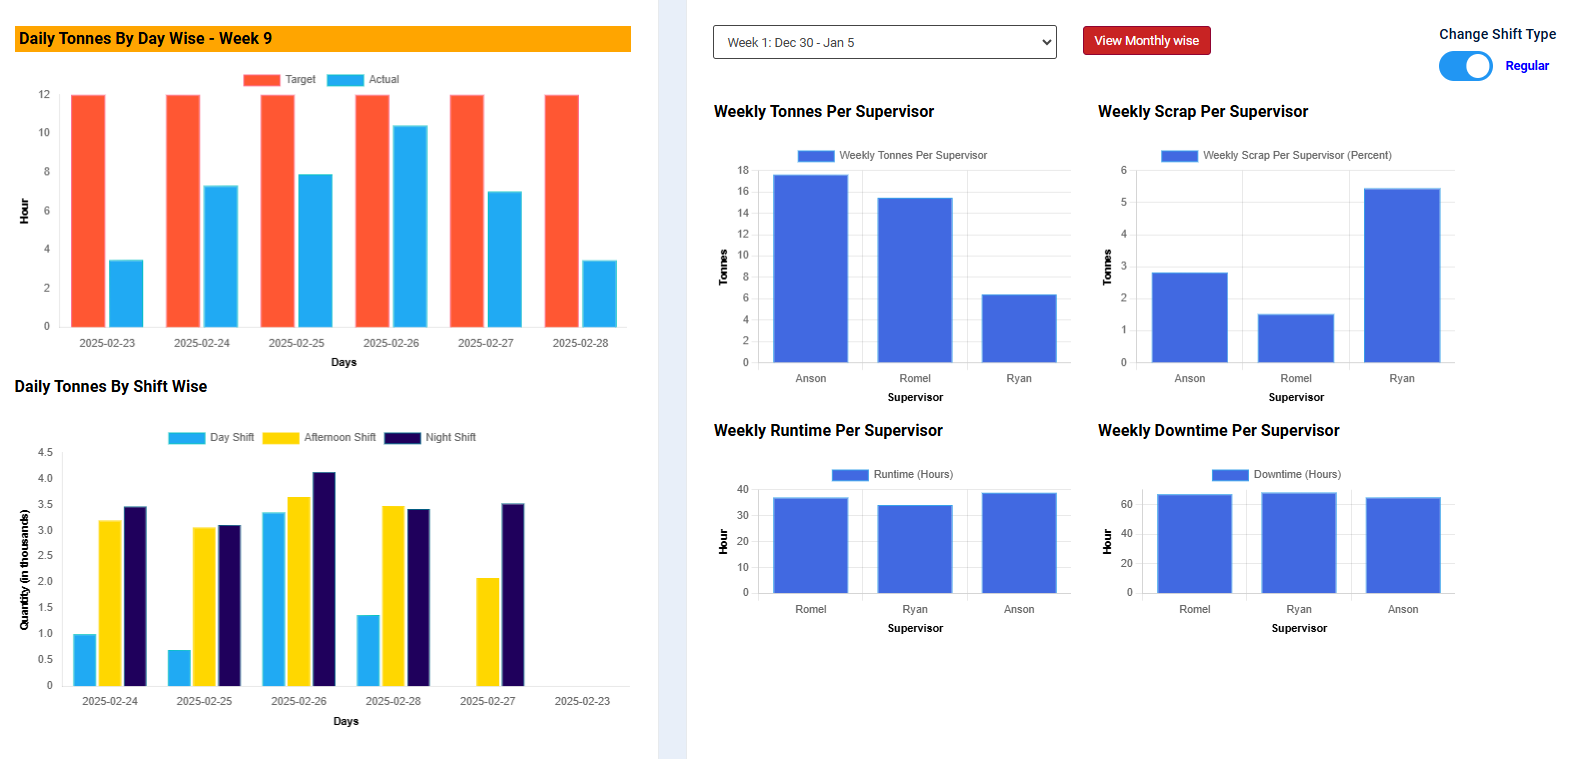 Daily Tonnes By Day Wise - Week 9
Target Actual
12
10
8
6
4
2
0
Hour
2025-02-23 2025-02-24 2025-02-25 2025-02-26 2025-02-27 2025-02-28
Days
Daily Tonnes By Shift Wise
Day Shift Afternoon Shift Night Shift
4.5
4.0
3.5
3.0
2.5
2.0
1.5
1.0
0.5
0
Quantity (in thousands)
2025-02-24 2025-02-25 2025-02-26 2025-02-28 2025-02-27 2025-02-23
Days
Week 1: Dec 30 - Jan 5
View Monthly wise
Change Shift Type
Regular
Weekly Tonnes Per Supervisor
Weekly Tonnes Per Supervisor
18
16
14
12
10
8
6
4
2
0
Tonnes
Anson Romel Ryan
Supervisor
Weekly Scrap Per Supervisor
Weekly Scrap Per Supervisor (Percent)
6
5
4
3
2
1
0
Tonnes
Anson Romel Ryan
Supervisor
Weekly Runtime Per Supervisor
Runtime (Hours)
40
30
20
10
0
Hour
Romel Ryan Anson
Supervisor
Weekly Downtime Per Supervisor
Downtime (Hours)
60
40
20
0
Hour
Romel Ryan Anson
Supervisor